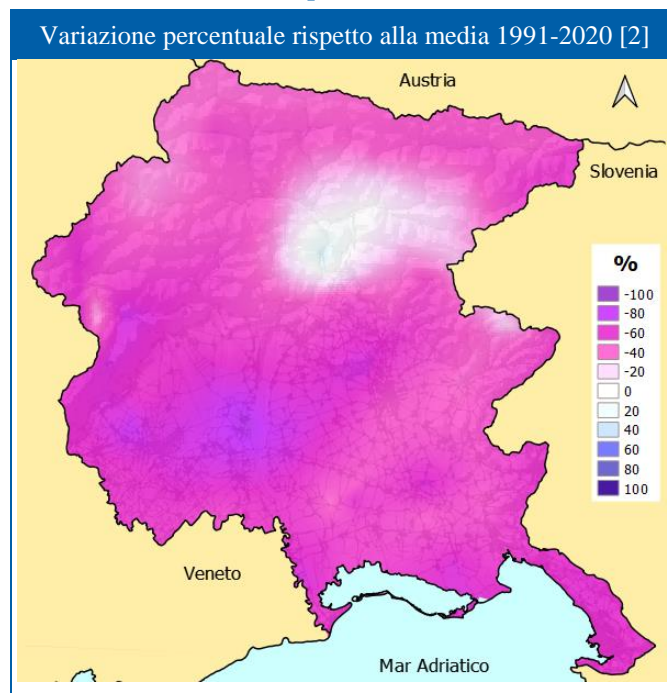 Variazione percentuale rispetto alla media 1991-2020 [2]
Austria
Slovenia
%
-100
-80
-60
-40
-20
0
20
40
60
80
100
Veneto
Mar Adriatico